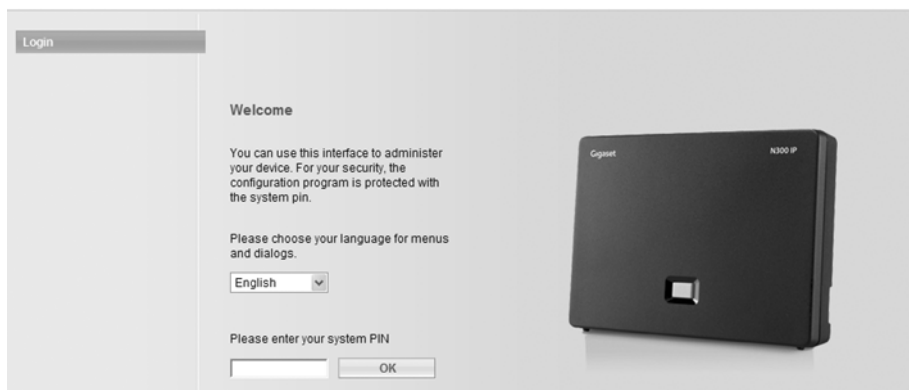 Login
Welcome
You can use this interface to administer
your device. For your security, the
configuration program is protected with
the system pin.
Please choose your language for menus
and dialogs.
English
Please enter your system PIN
OK
Gigaset
N300 IP